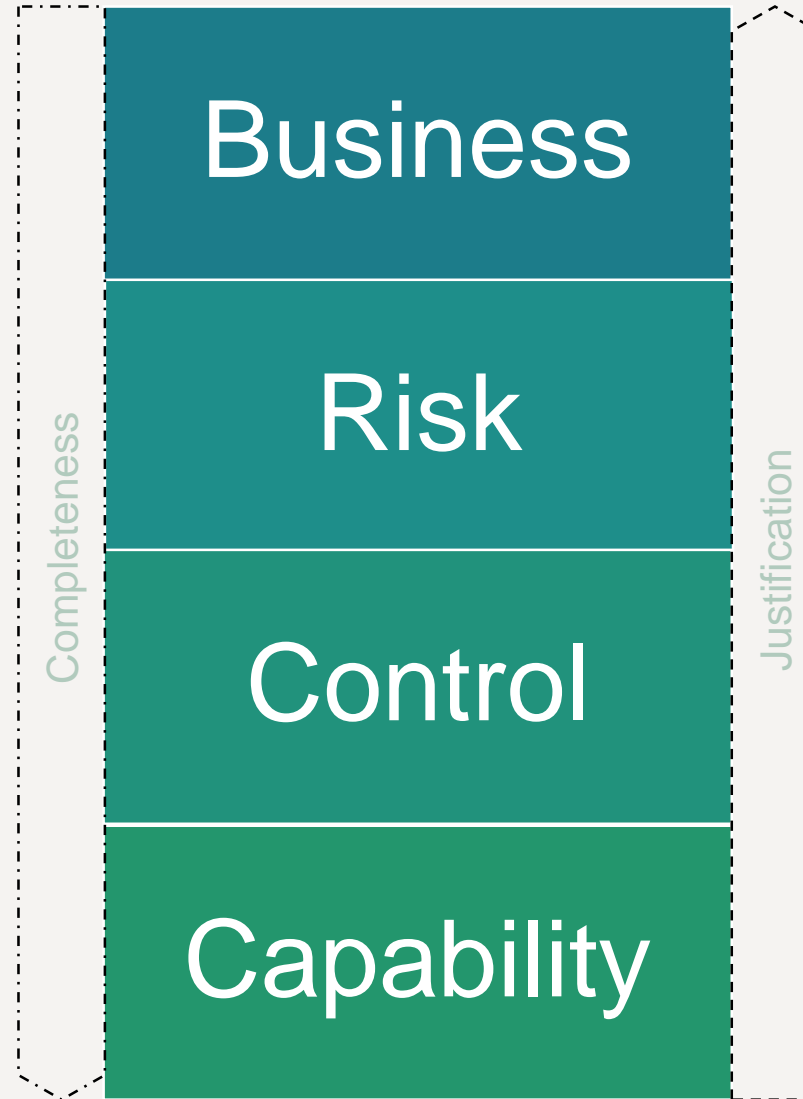 Business
Risk
Control
Capability
Completeness
Justification